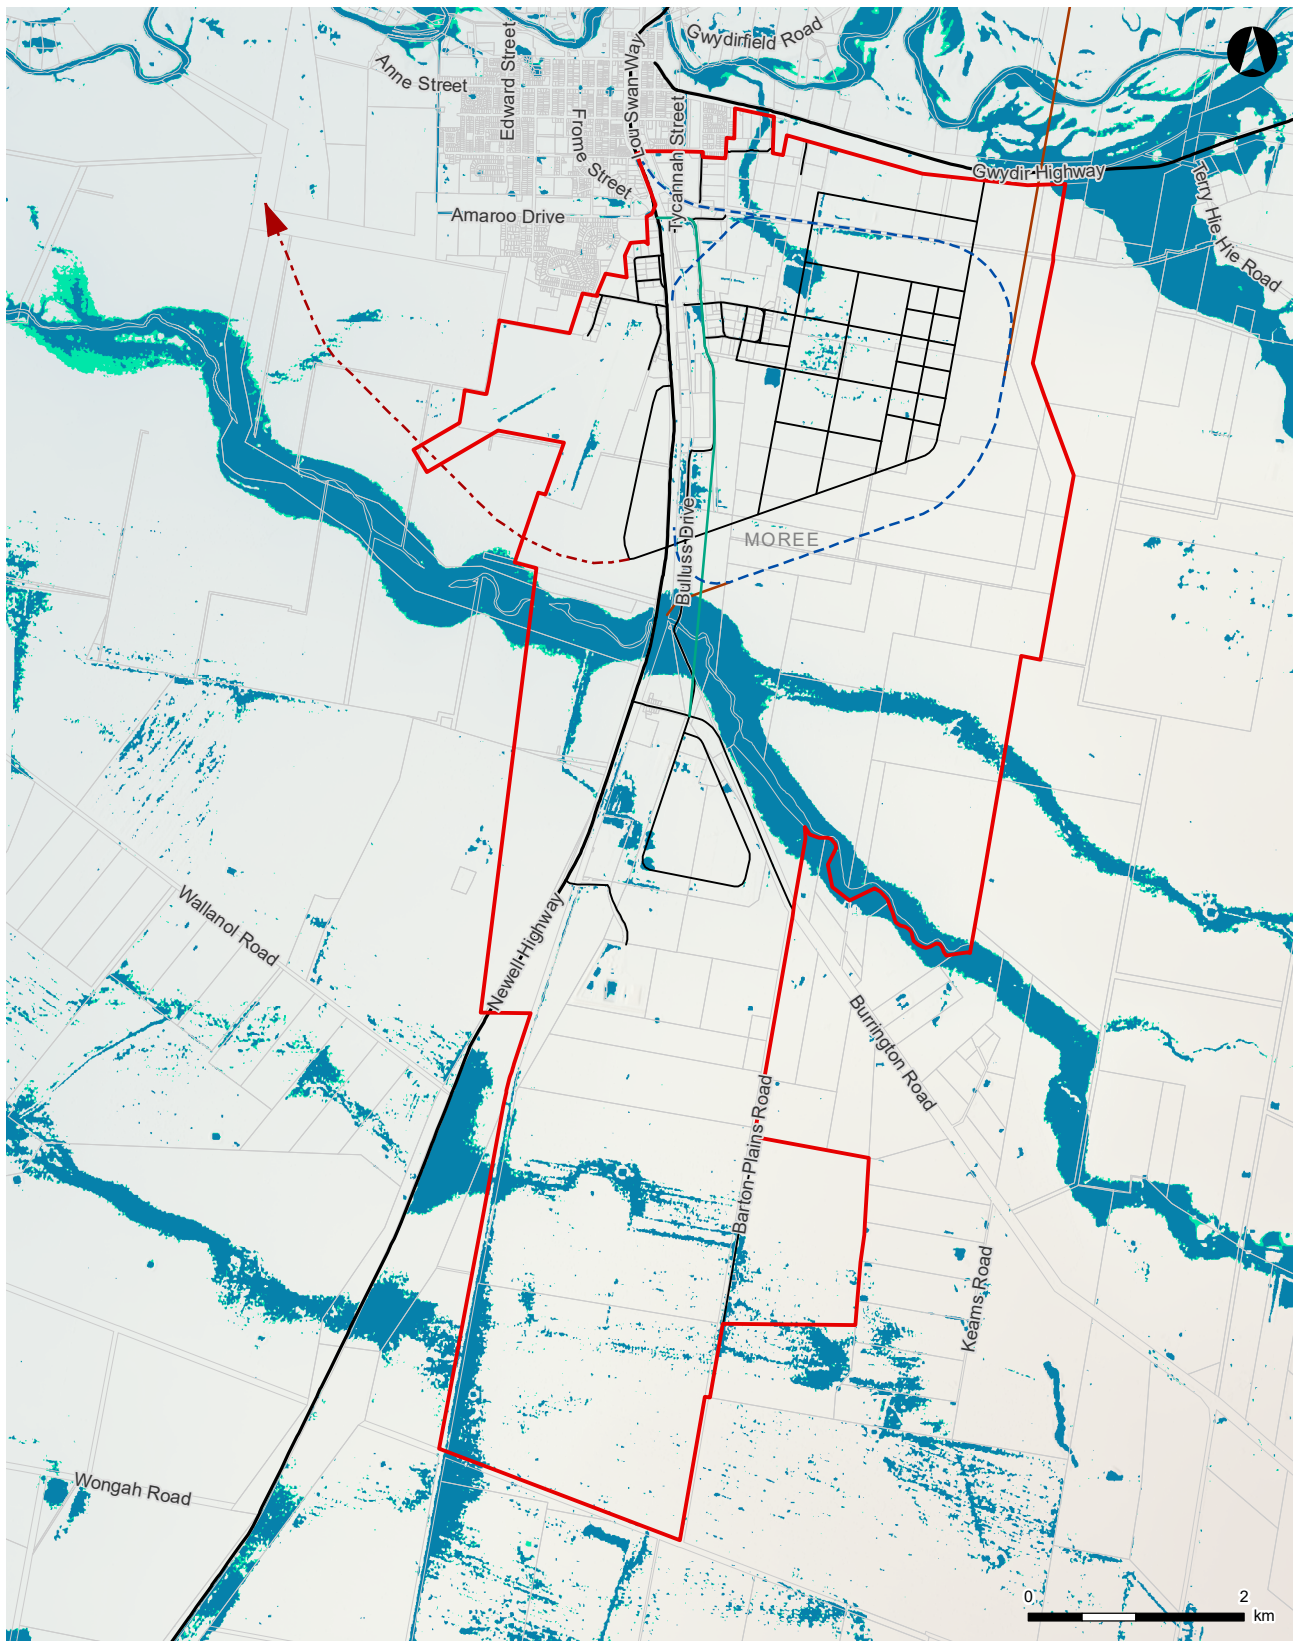 Gwydirfield Road
Edward Street
Lou Swan Way
Anne Street
Tycannah Street
Frome Street
Gwydir Highway
Terry Hie Hie Road
Amaroo Drive
Bulluss Drive
MOREE
Wallanol Road
Newell Highway
Burrington Road
Barton Plains Road
Keams Road
Wongah Road
0 2
km